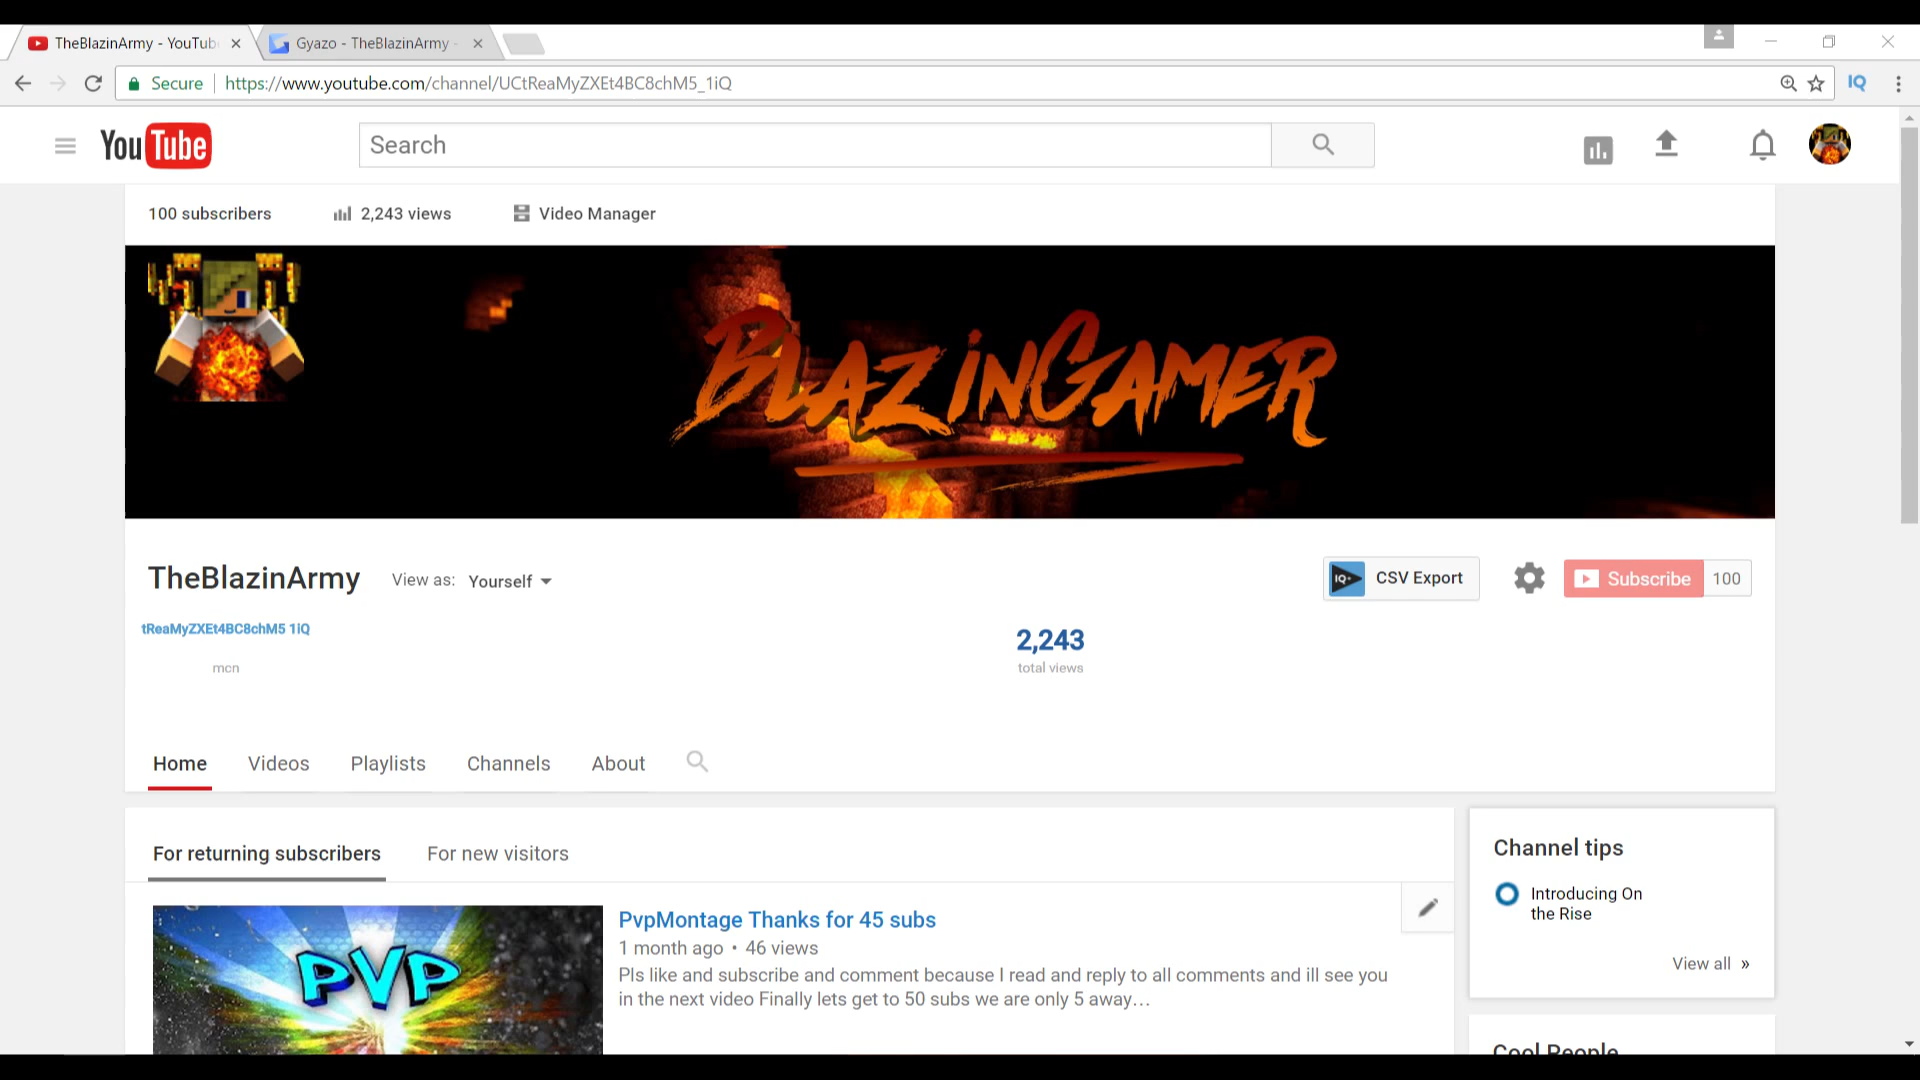 TheBlazinArmy - YouTub
Gyazo - TheBlazinArmy -
Secure
https://www.youtube.com/channel/UCtReaMyZXEt4BC8chM5_1iQ
IQ
YouTube
Search
100 subscribers
2,243 views
Video Manager
BlazinGamer
TheBlazinArmy
View as: Yourself
IQ
CSV Export
Subscribe
100
tReaMyZXEt4BC8chM5 1iQ
mcn
2,243
total views
Home
Videos
Playlists
Channels
About
For returning subscribers
For new visitors
PVP
PvpMontage Thanks for 45 subs
1 month ago • 46 views
Pls like and subscribe and comment because I read and reply to all comments and ill see you
in the next video Finally lets get to 50 subs we are only 5 away…
Channel tips
Introducing On
the Rise
View all »
Cool People